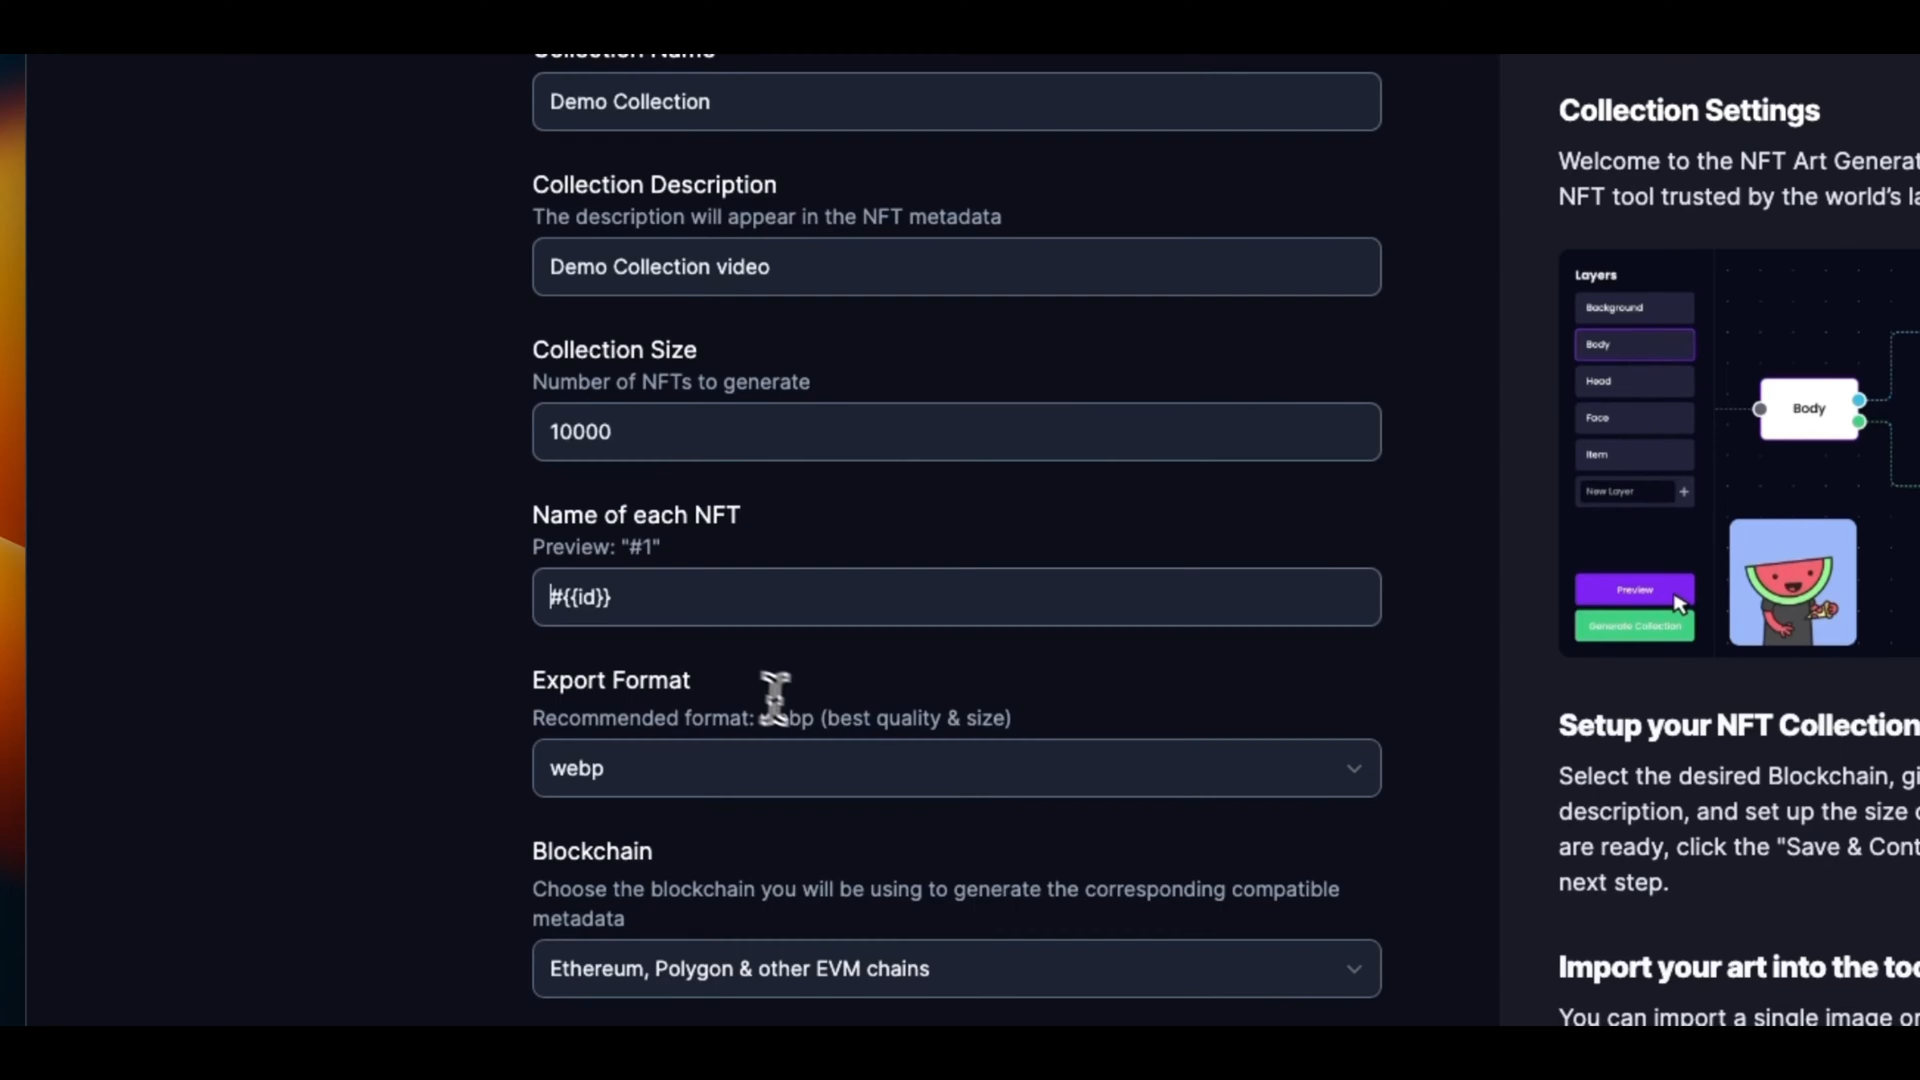 Collection Name
Demo Collection
Collection Description
The description will appear in the NFT metadata
Demo Collection video
Collection Size
Number of NFTs to generate
10000
Name of each NFT
Preview: "#1"
#{{id}}
Export Format
Recommended format: bp (best quality & size)
webp
Blockchain
Choose the blockchain you will be using to generate the corresponding compatible
metadata
Ethereum, Polygon & other EVM chains
Collection Settings
Welcome to the NFT Art Generat
NFT tool trusted by the world's la
Layers
Background
Body
Head
Face
Item
New Layer
Preview
Generate Collection
Body
Setup your NFT Collection
Select the desired Blockchain, gi
description, and set up the size o
are ready, click the "Save & Cont
next step.
Import your art into the too
You can import a single image or